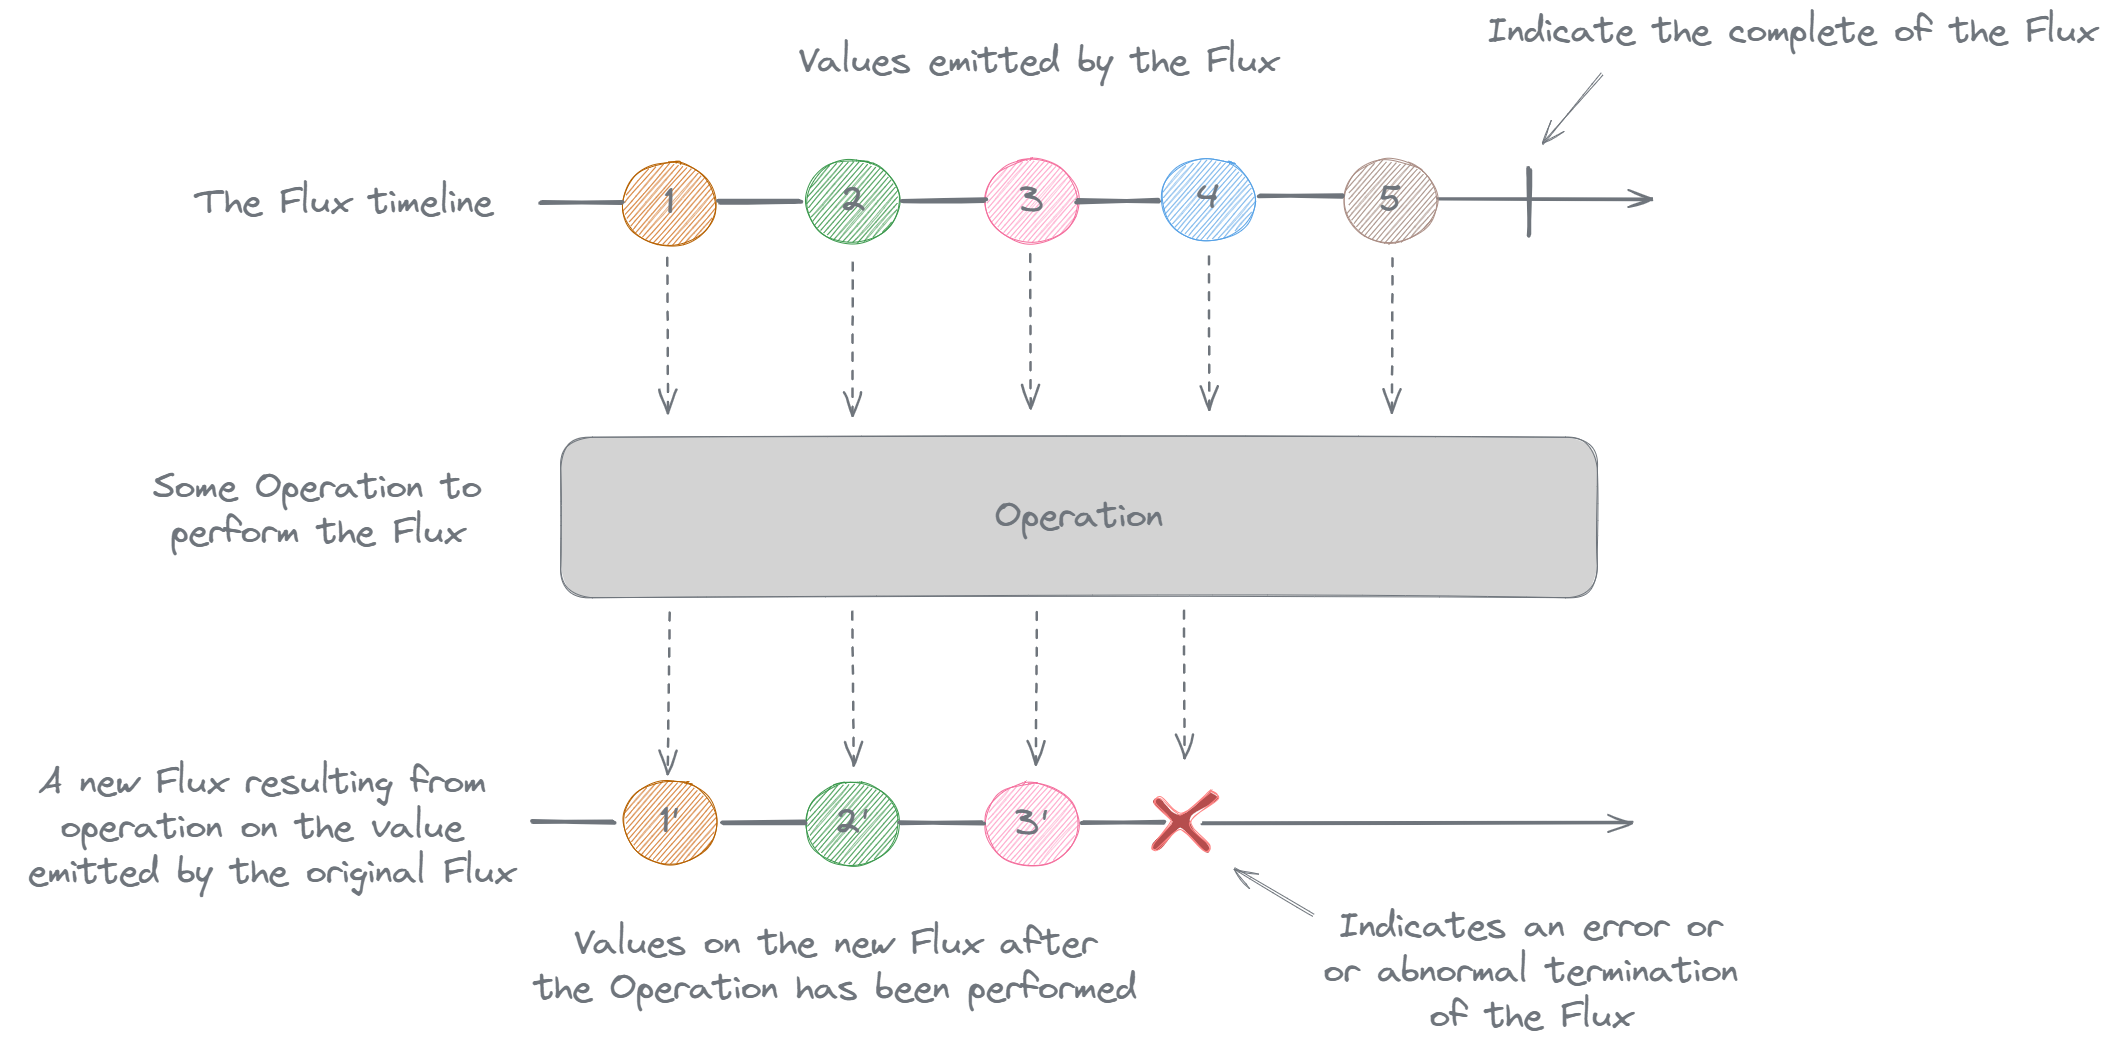 Indicate the complete of the Flux
Values emitted by the Flux
The Flux timeline
1
2
3
4
5
Some Operation to
perform the Flux
Operation
A new Flux resulting from
operation on the value
emitted by the original Flux
1'
2'
3'
Values on the new Flux after
the Operation has been performed
Indicates an error or
or abnormal termination
of the Flux